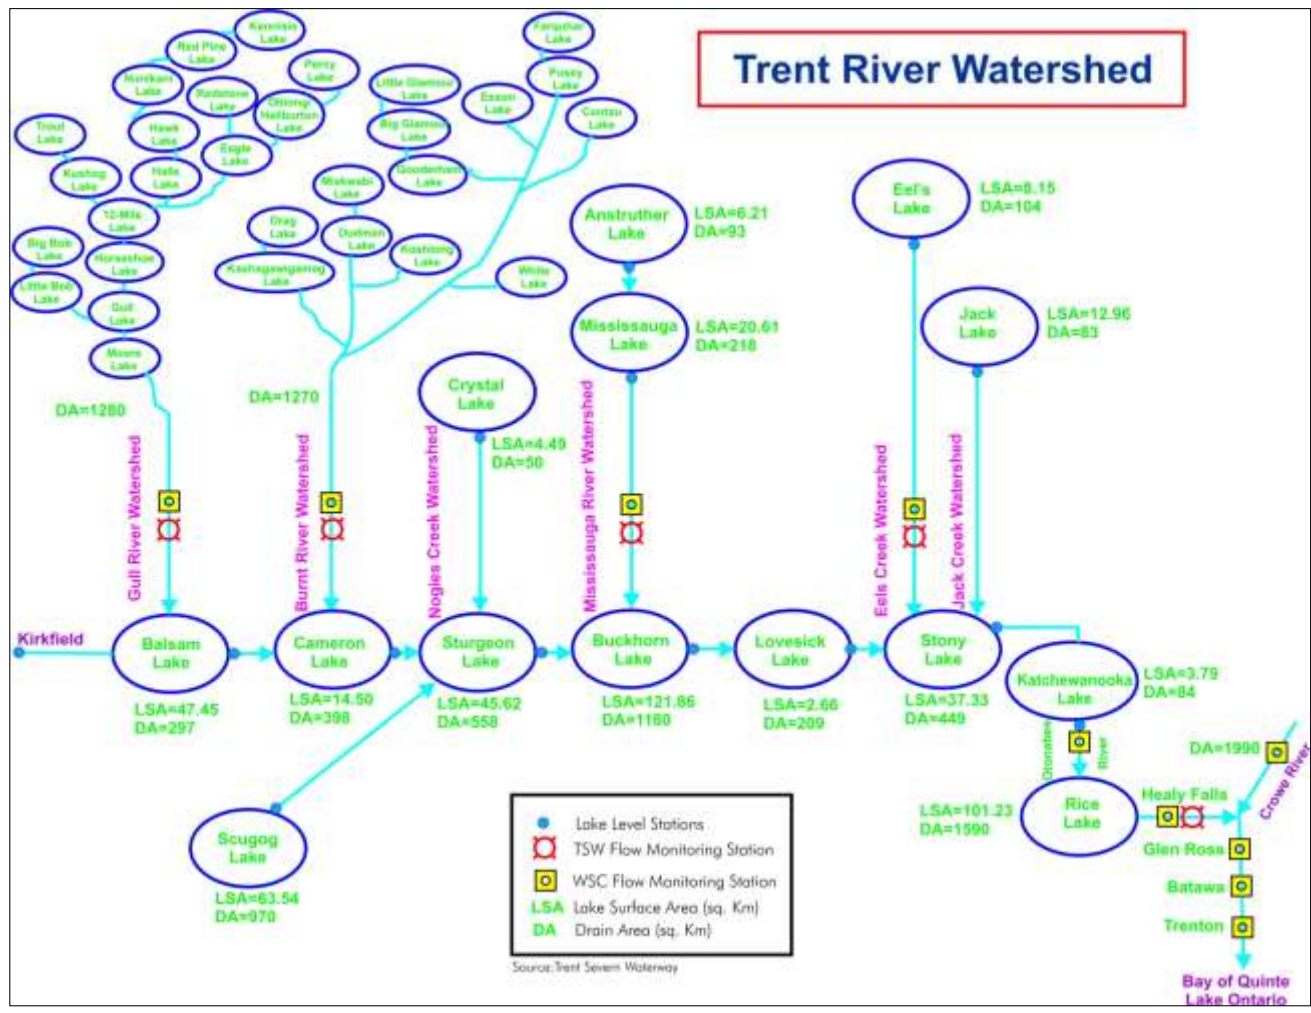 Trent River Watershed
Kennisis
Lake
Red Pine
Lake
Nunikani
Lake
Hawk
Lake
Halls
Lake
Redstone
Lake
Percy
Lake
Oblong/
Haliburton
Lake
Eagle
Lake
Trout
Lake
Kushog
Lake
12-Mile
Lake
Horseshoe
Lake
Big Bob
Lake
Little Bob
Lake
Gull
Lake
Moore
Lake
Farquhar
Lake
Pusey
Lake
Little Glamour
Lake
Big Glamour
Lake
Gooderham
Lake
Esson
Lake
Contau
Lake
Miskwabi
Lake
Drag
Lake
Dudman
Lake
Koshlong
Lake
Kashagawigamog
Lake
White
Lake
Anstruther
Lake
LSA=6.21
DA=93
Mississauga
Lake
LSA=20.61
DA=218
Eel's
Lake
LSA=8.15
DA=104
Jack
Lake
LSA=12.96
DA=83
Crystal
Lake
LSA=4.49
DA=50
DA=1280
DA=1270
Gull River Watershed
Burnt River Watershed
Nogies Creek Watershed
Mississauga River Watershed
Eels Creek Watershed
Jack Creek Watershed
Kirkfield
Balsam
Lake
LSA=47.45
DA=297
Cameron
Lake
LSA=14.50
DA=398
Sturgeon
Lake
LSA=45.62
DA=558
Buckhorn
Lake
LSA=121.86
DA=1160
Lovesick
Lake
LSA=2.66
DA=209
Stony
Lake
LSA=37.33
DA=449
Katchewanooka
Lake
LSA=3.79
DA=84
Otonabee
River
Rice
Lake
LSA=101.23
DA=1590
Healy Falls
DA=1990
Crowe River
Glen Ross
Batawa
Trenton
Bay of Quinte
Lake Ontario
Scugog
Lake
LSA=63.54
DA=970
Lake Level Stations
TSW Flow Monitoring Station
WSC Flow Monitoring Station
LSA Lake Surface Area (sq. Km)
DA Drain Area (sq. Km)
Source: Trent Severn Waterway